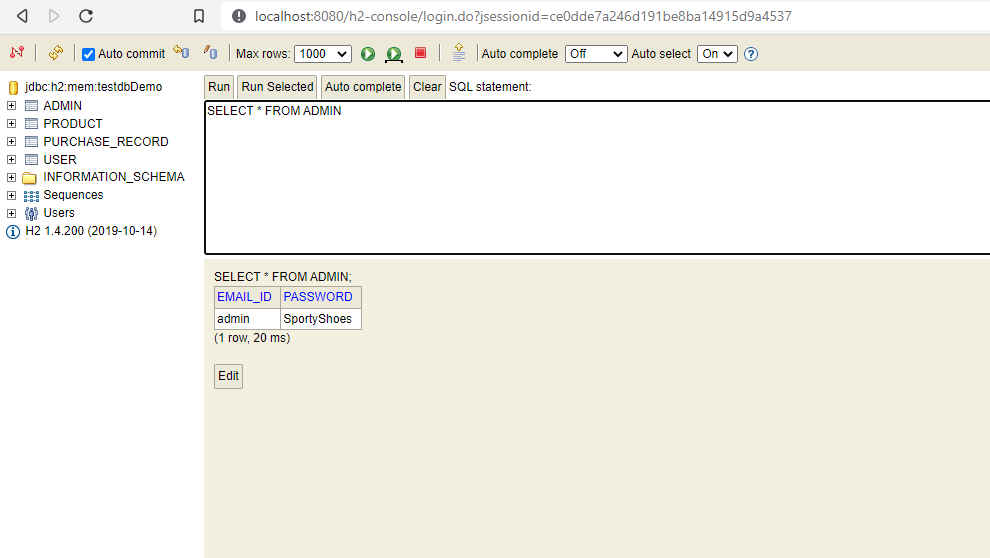 localhost:8080/h2-console/login.do?jsessionid=ce0dde7a246d191be8ba14915d9a4537
Auto commit Max rows: 1000 Auto complete Off Auto select On
jdbc:h2:mem:testdbDemo
ADMIN
PRODUCT
PURCHASE_RECORD
USER
INFORMATION_SCHEMA
Sequences
Users
H2 1.4.200 (2019-10-14)
Run Run Selected Auto complete Clear SQL statement:
SELECT * FROM ADMIN
SELECT * FROM ADMIN;
EMAIL_ID PASSWORD
admin SportyShoes
(1 row, 20 ms)
Edit